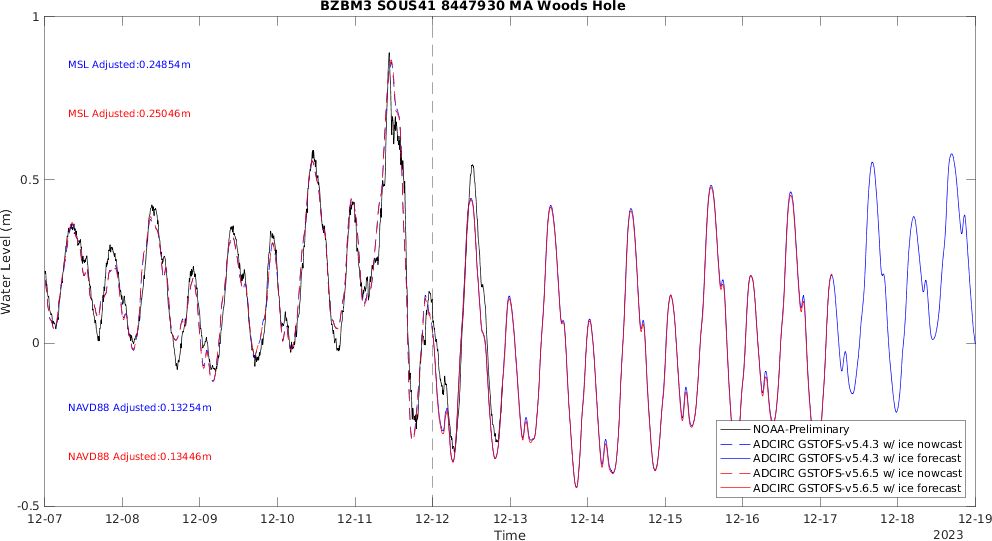 BZBM3 SOUS41 8447930 MA Woods Hole
1
0.5
0
-0.5
Water Level (m)
MSL Adjusted:0.24854m
MSL Adjusted:0.25046m
NAVD88 Adjusted:0.13254m
NAVD88 Adjusted:0.13446m
NOAA-Preliminary
ADCIRC GSTOFS-v5.4.3 w/ ice nowcast
ADCIRC GSTOFS-v5.4.3 w/ ice forecast
ADCIRC GSTOFS-v5.6.5 w/ ice nowcast
ADCIRC GSTOFS-v5.6.5 w/ ice forecast
12-07 12-08 12-09 12-10 12-11 12-12 12-13 12-14 12-15 12-16 12-17 12-18 12-19
Time
2023